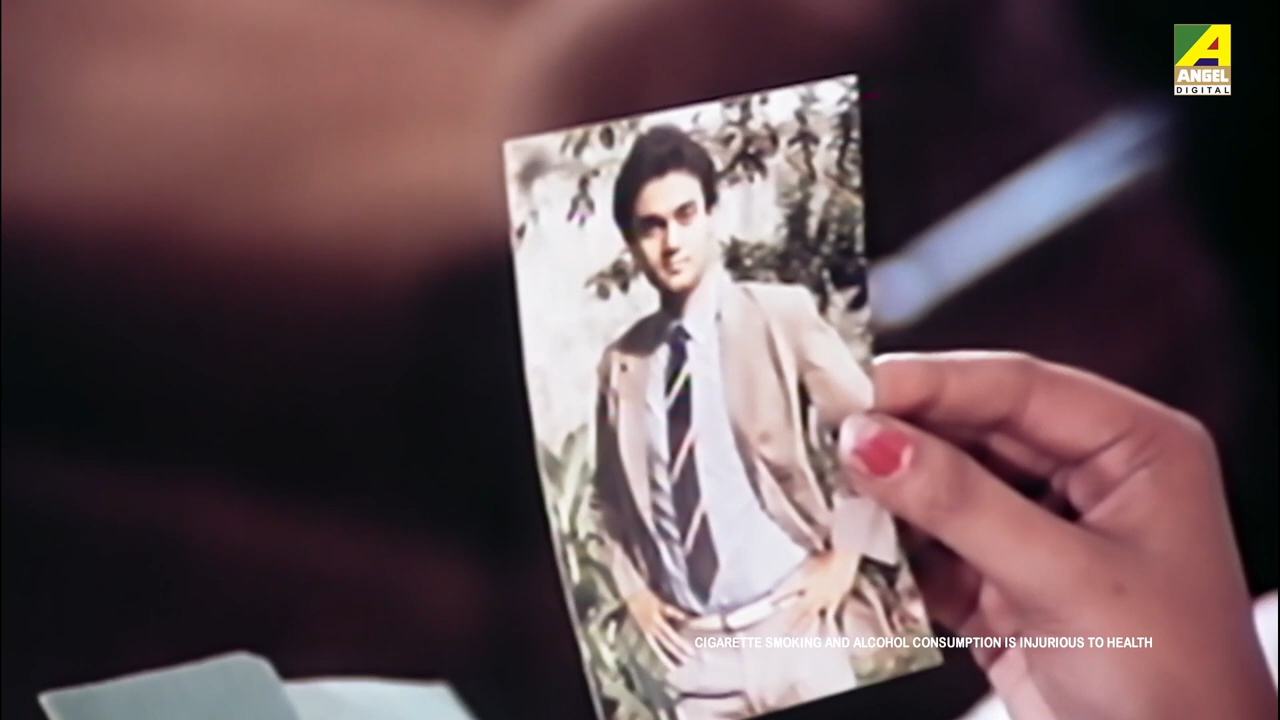 A
ANGEL
DIGITAL
CIGARETTE SMOKING AND ALCOHOL CONSUMPTION IS INJURIOUS TO HEALTH